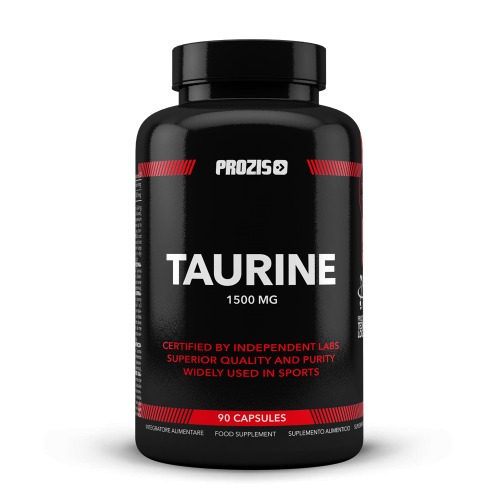 PROZIS
TAURINE
1500 MG
CERTIFIED BY INDEPENDENT LABS
SUPERIOR QUALITY AND PURITY
WIDELY USED IN SPORTS
90 CAPSULES
INTEGRATORE ALIMENTARE FOOD SUPPLEMENT SUPLEMENTO ALIMENTICIO